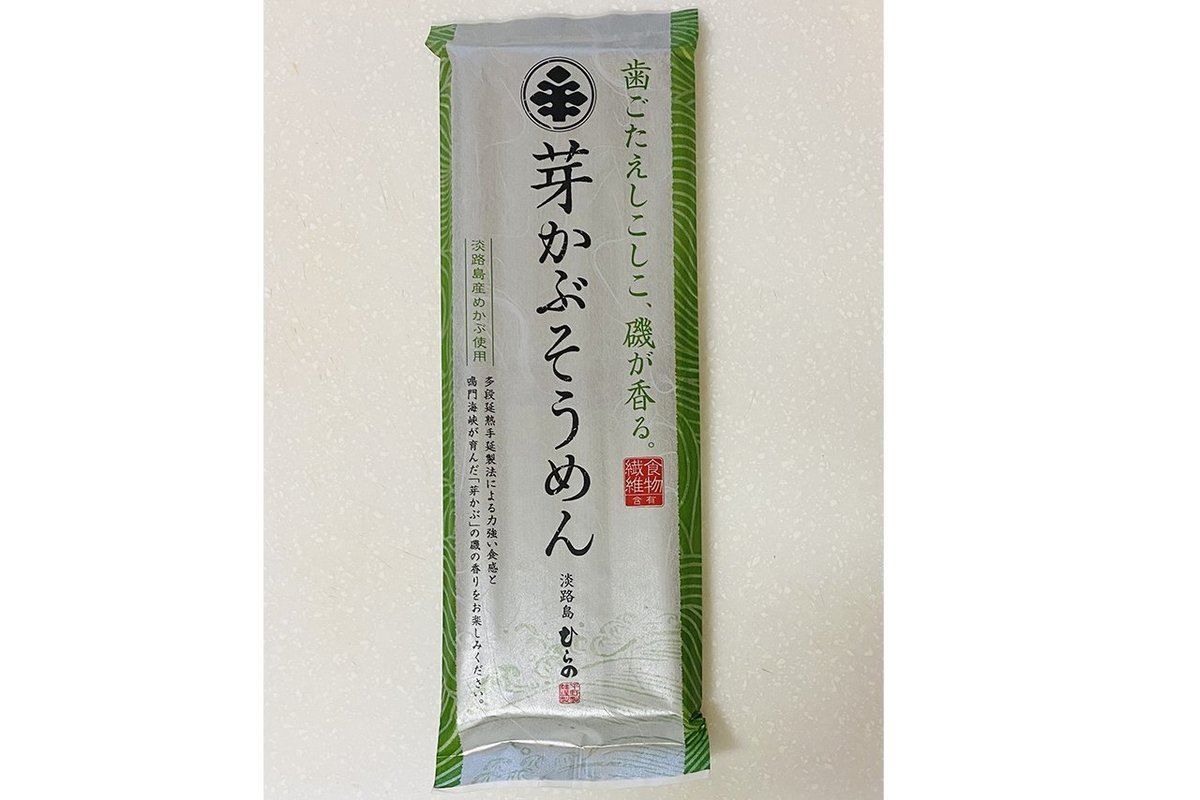 歯ごたえしこしこ、磯が香る。
食物
繊維
含有
芽かぶそうめん
淡路島 ひらの
淡路島産めかぶ使用
多段延熟手延製法による力強い食感と
鳴門海峡が育んだ「芽かぶ」の磯の香りをお楽しみください。